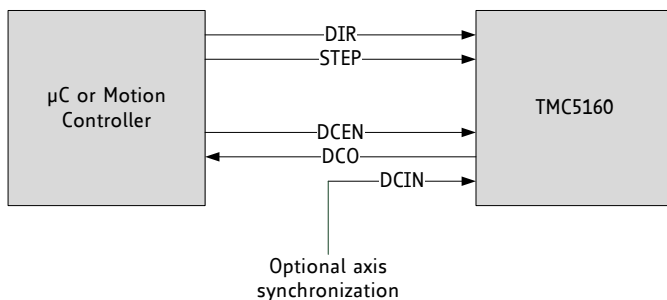 DIR
STEP
µC or Motion
Controller
TMC5160
DCEN
DCO
DCIN
Optional axis
synchronization